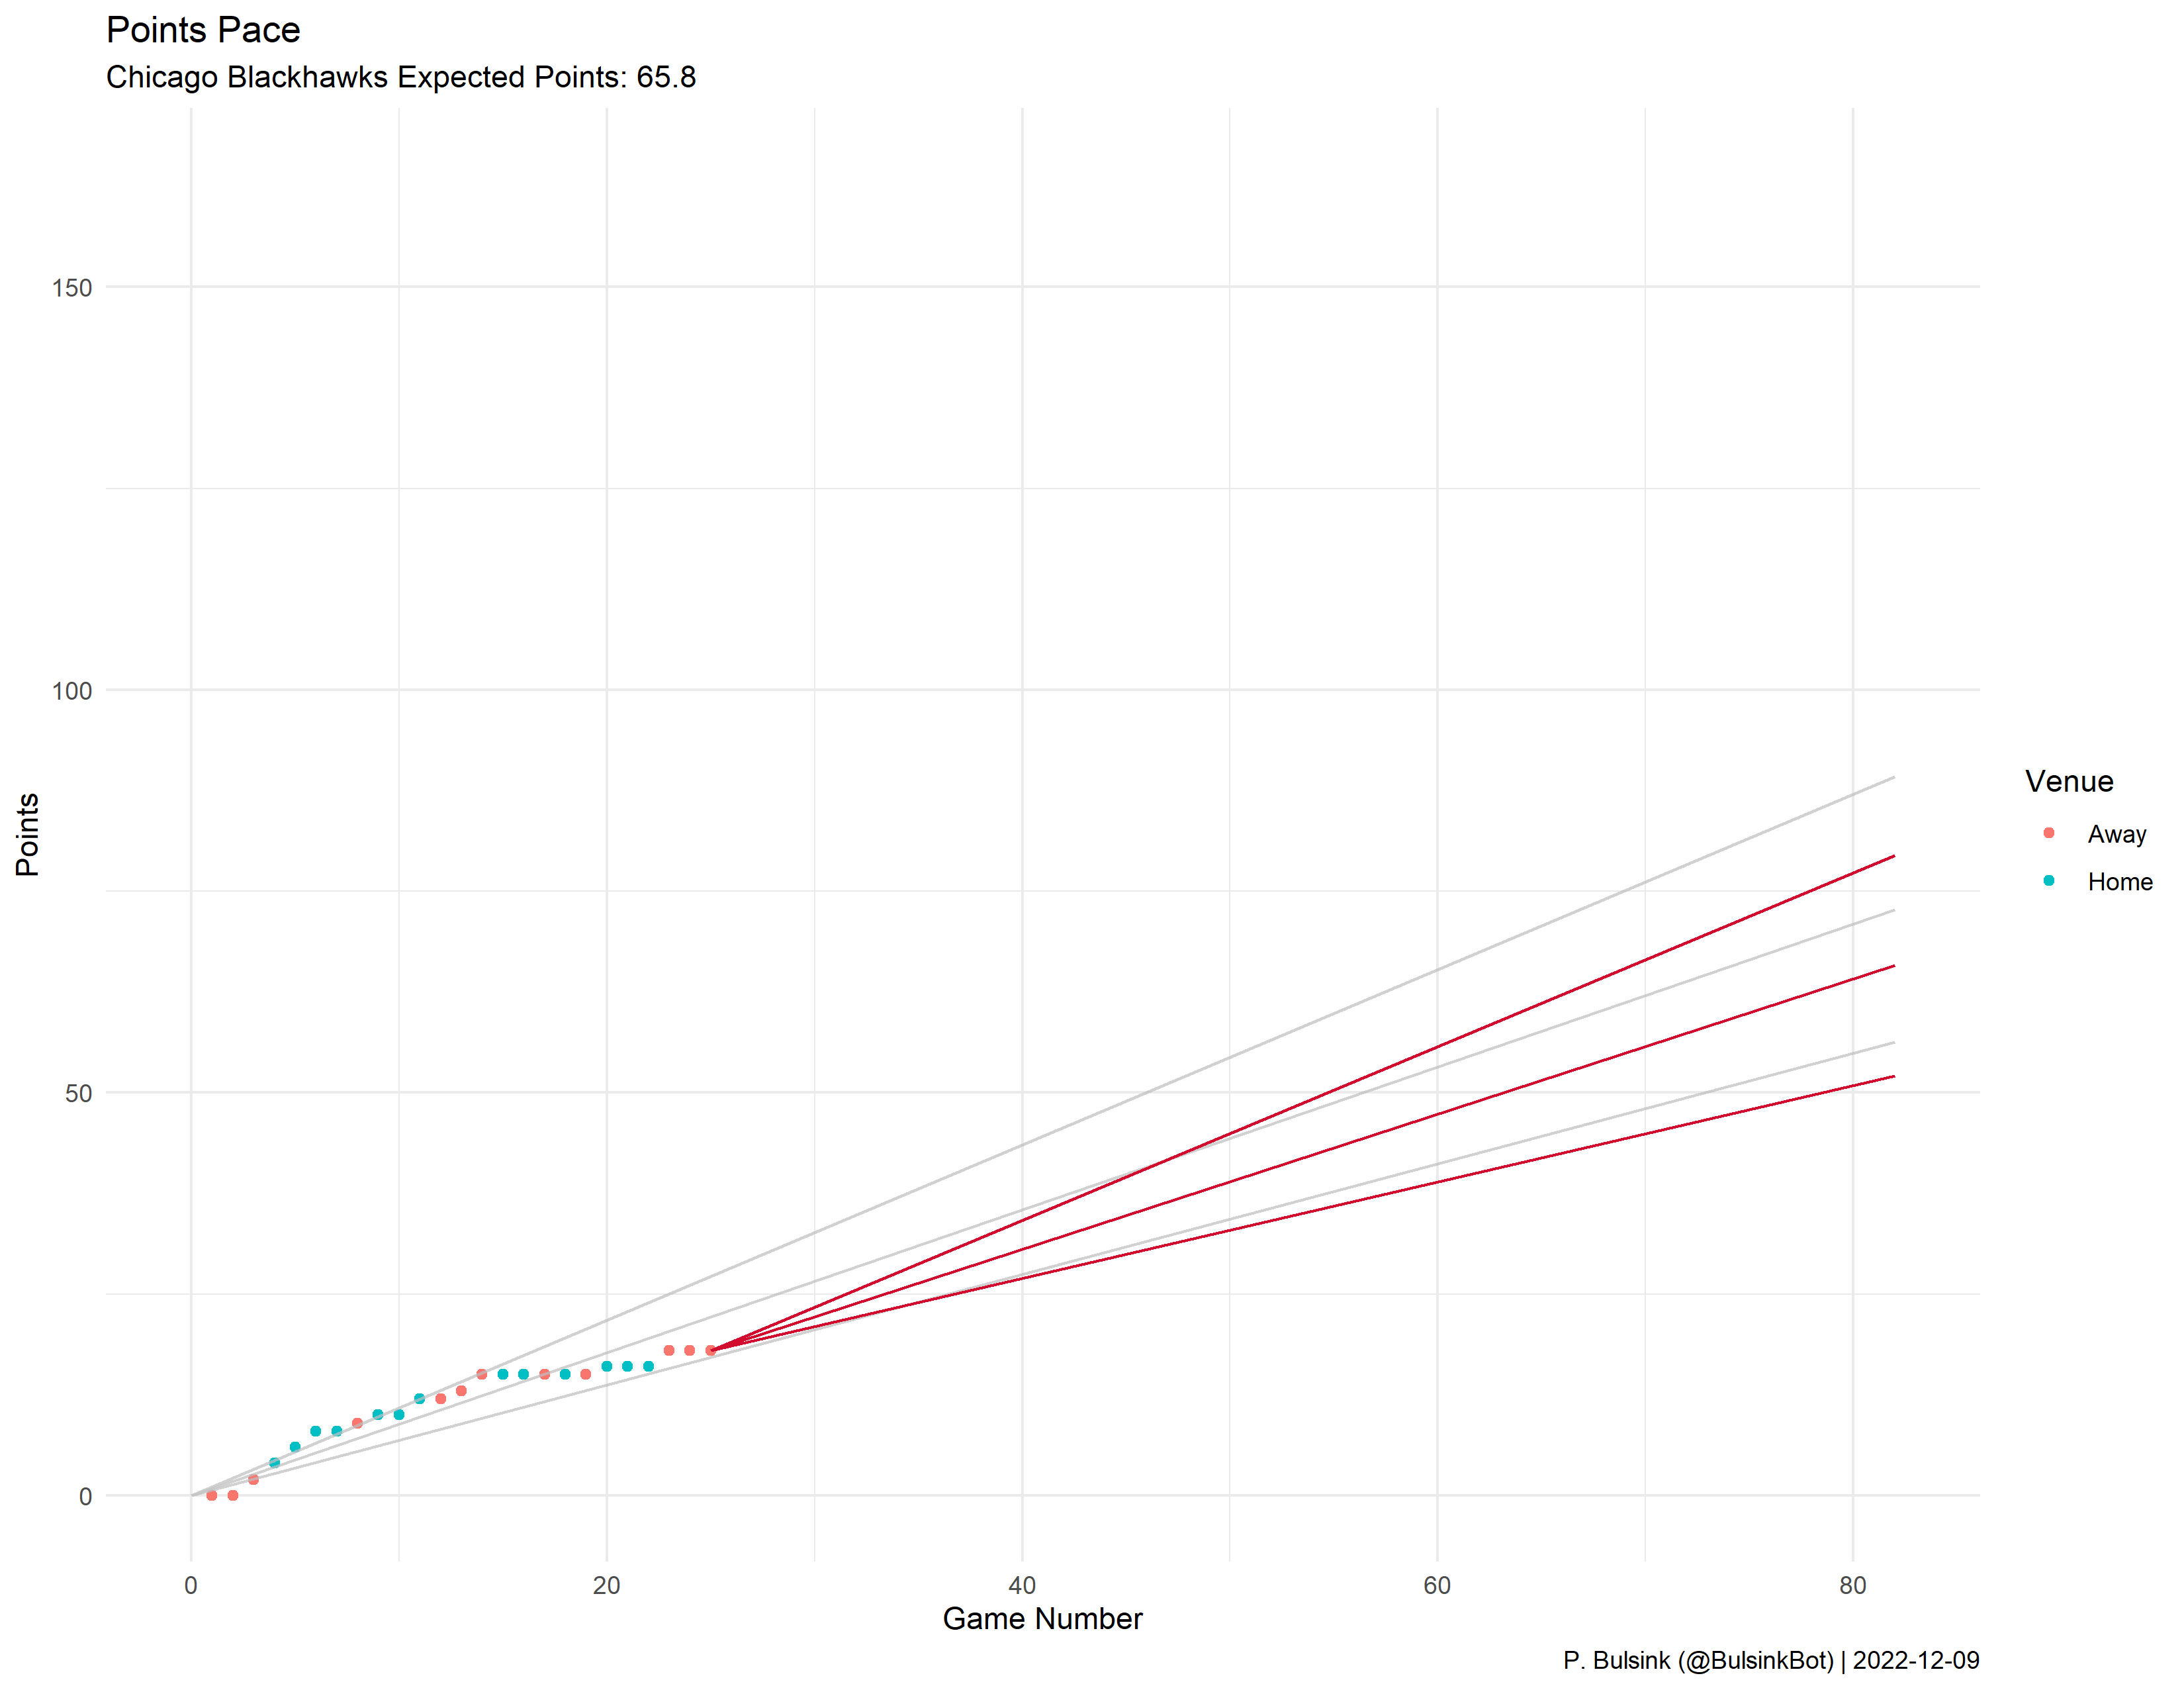 Points Pace
Chicago Blackhawks Expected Points: 65.8
150
100
50
0
Points
0 20 40 60 80
Game Number
Venue
Away
Home
P. Bulsink (@BulsinkBot) | 2022-12-09